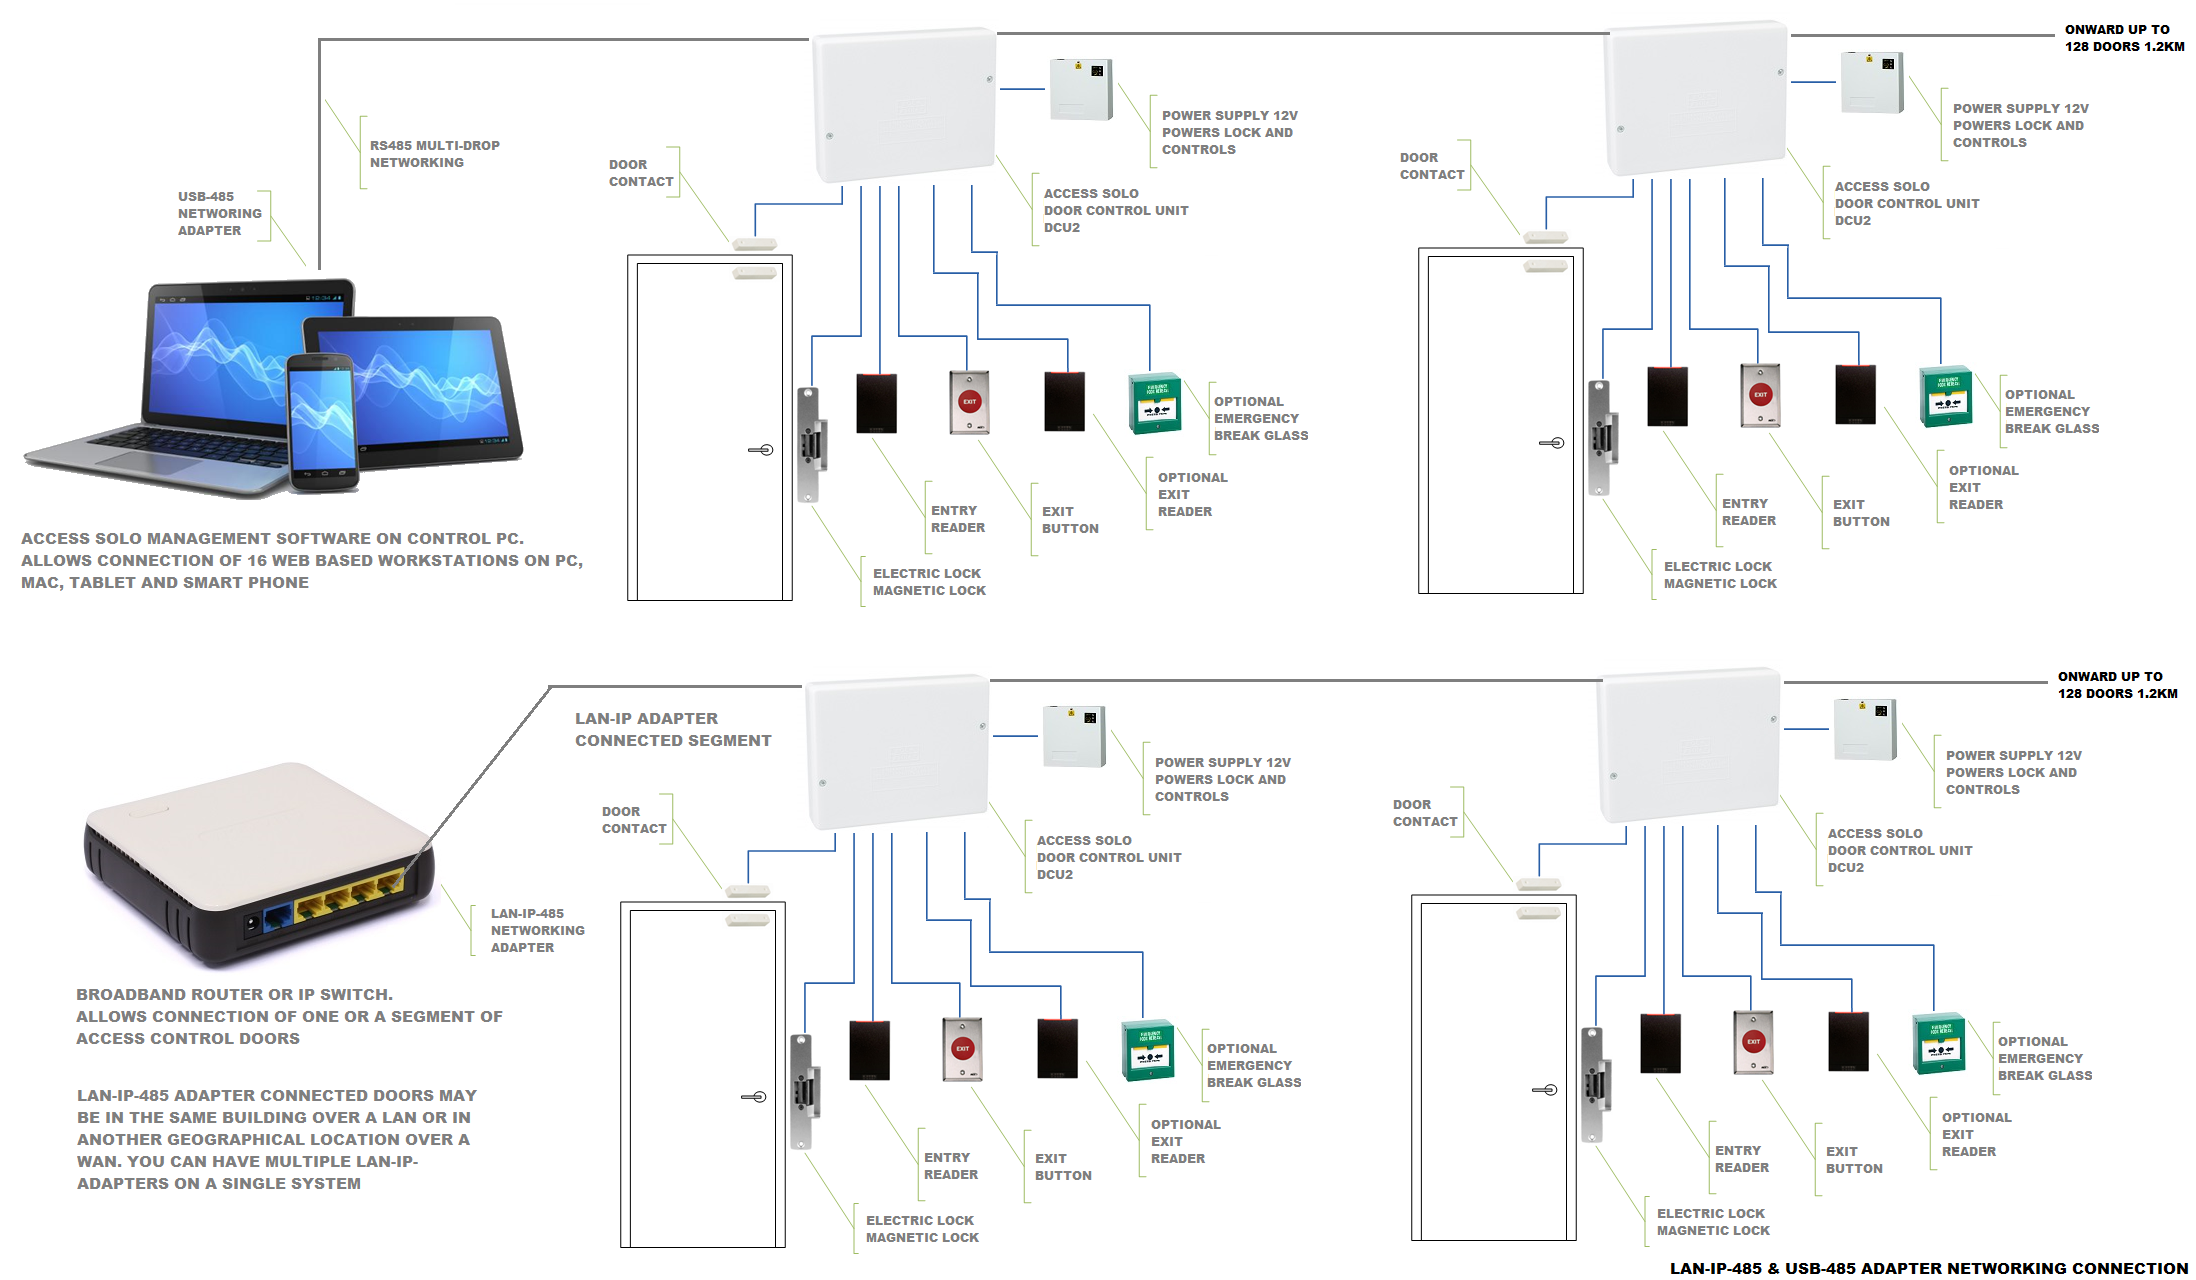 ONWARD UP TO
128 DOORS 1.2KM
RS485 MULTI-DROP
NETWORKING
USB-485
NETWORING
ADAPTER
DOOR
CONTACT
POWER SUPPLY 12V
POWERS LOCK AND
CONTROLS
ACCESS SOLO
DOOR CONTROL UNIT
DCU2
EXIT
OPTIONAL
EMERGENCY
BREAK GLASS
OPTIONAL
EXIT
READER
ENTRY
READER
EXIT
BUTTON
ELECTRIC LOCK
MAGNETIC LOCK
DOOR
CONTACT
POWER SUPPLY 12V
POWERS LOCK AND
CONTROLS
ACCESS SOLO
DOOR CONTROL UNIT
DCU2
EXIT
OPTIONAL
EMERGENCY
BREAK GLASS
OPTIONAL
EXIT
READER
ENTRY
READER
EXIT
BUTTON
ELECTRIC LOCK
MAGNETIC LOCK
12:34
12:34
ACCESS SOLO MANAGEMENT SOFTWARE ON CONTROL PC.
ALLOWS CONNECTION OF 16 WEB BASED WORKSTATIONS ON PC,
MAC, TABLET AND SMART PHONE
ONWARD UP TO
128 DOORS 1.2KM
LAN-IP ADAPTER
CONNECTED SEGMENT
DOOR
CONTACT
POWER SUPPLY 12V
POWERS LOCK AND
CONTROLS
ACCESS SOLO
DOOR CONTROL UNIT
DCU2
EXIT
OPTIONAL
EMERGENCY
BREAK GLASS
OPTIONAL
EXIT
READER
ENTRY
READER
EXIT
BUTTON
ELECTRIC LOCK
MAGNETIC LOCK
DOOR
CONTACT
POWER SUPPLY 12V
POWERS LOCK AND
CONTROLS
ACCESS SOLO
DOOR CONTROL UNIT
DCU2
EXIT
OPTIONAL
EMERGENCY
BREAK GLASS
OPTIONAL
EXIT
READER
ENTRY
READER
EXIT
BUTTON
ELECTRIC LOCK
MAGNETIC LOCK
LAN-IP-485
NETWORKING
ADAPTER
BROADBAND ROUTER OR IP SWITCH.
ALLOWS CONNECTION OF ONE OR A SEGMENT OF
ACCESS CONTROL DOORS
LAN-IP-485 ADAPTER CONNECTED DOORS MAY
BE IN THE SAME BUILDING OVER A LAN OR IN
ANOTHER GEOGRAPHICAL LOCATION OVER A
WAN. YOU CAN HAVE MULTIPLE LAN-IP-
ADAPTERS ON A SINGLE SYSTEM
LAN-IP-485 & USB-485 ADAPTER NETWORKING CONNECTION